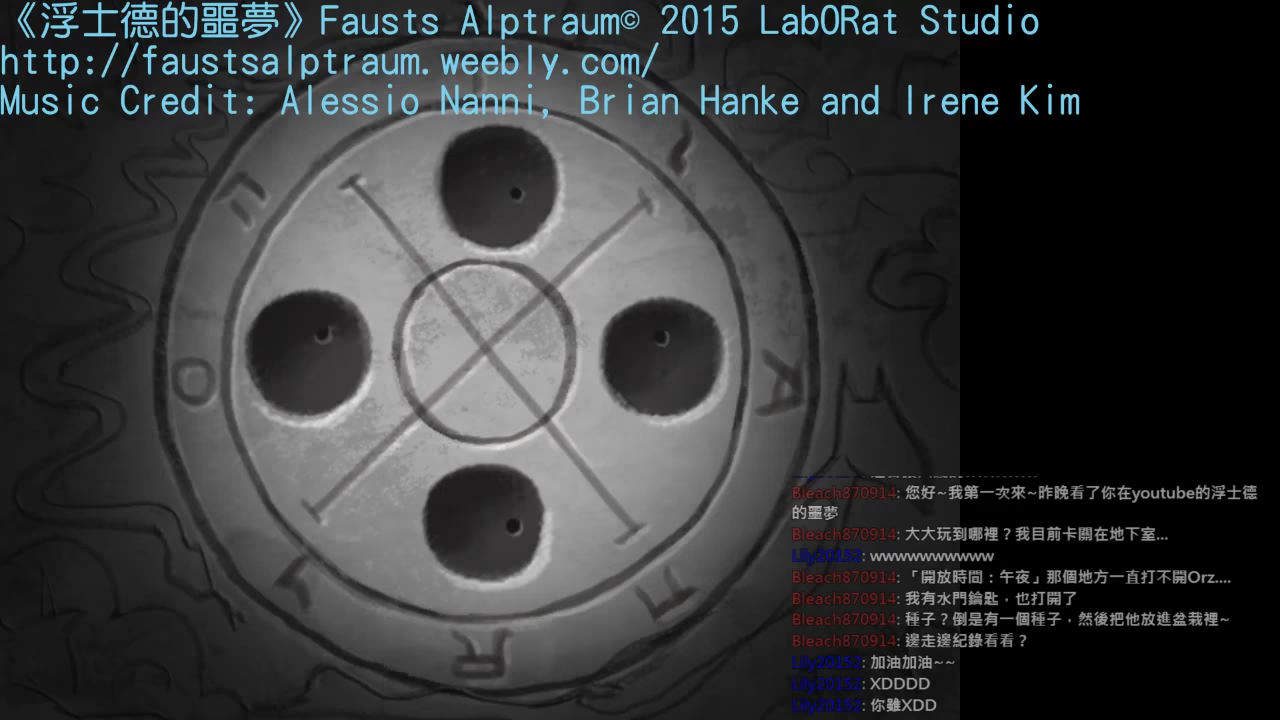 《浮士德的噩夢》Fausts Alptraum© 2015 LabORat Studio
http://faustsalptraum.weebly.com/
Music Credit: Alessio Nanni, Brian Hanke and Irene Kim
Bleach870914: 您好~我第一次來~昨晚看了你在youtube的浮士德
的噩夢
Bleach870914: 大大玩到哪裡？我目前卡關在地下室...
Lily20152: wwwwwwwwww
Bleach870914: 「開放時間：午夜」那個地方一直打不開Orz....
Bleach870914: 我有水門鑰匙，也打開了
Bleach870914: 種子？倒是有一個種子，然後把他放進盆栽裡~
Bleach870914: 邊走邊紀錄看看？
Lily20152: 加油加油~~
Lily20152: XDDDD
Lily20152: 你雖XDD